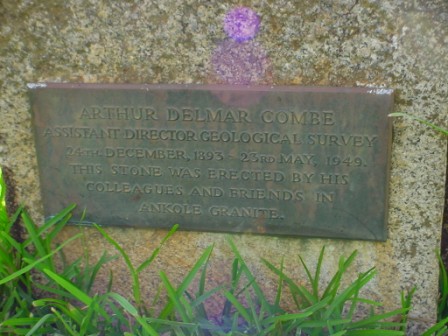 ARTHUR DELMAR COMBE
ASSISTANT DIRECTOR GEOLOGICAL SURVEY
24TH DECEMBER, 1893 - 23RD MAY, 1949.
THIS STONE WAS ERECTED BY HIS
COLLEAGUES AND FRIENDS IN
ANKOLE GRANITE.